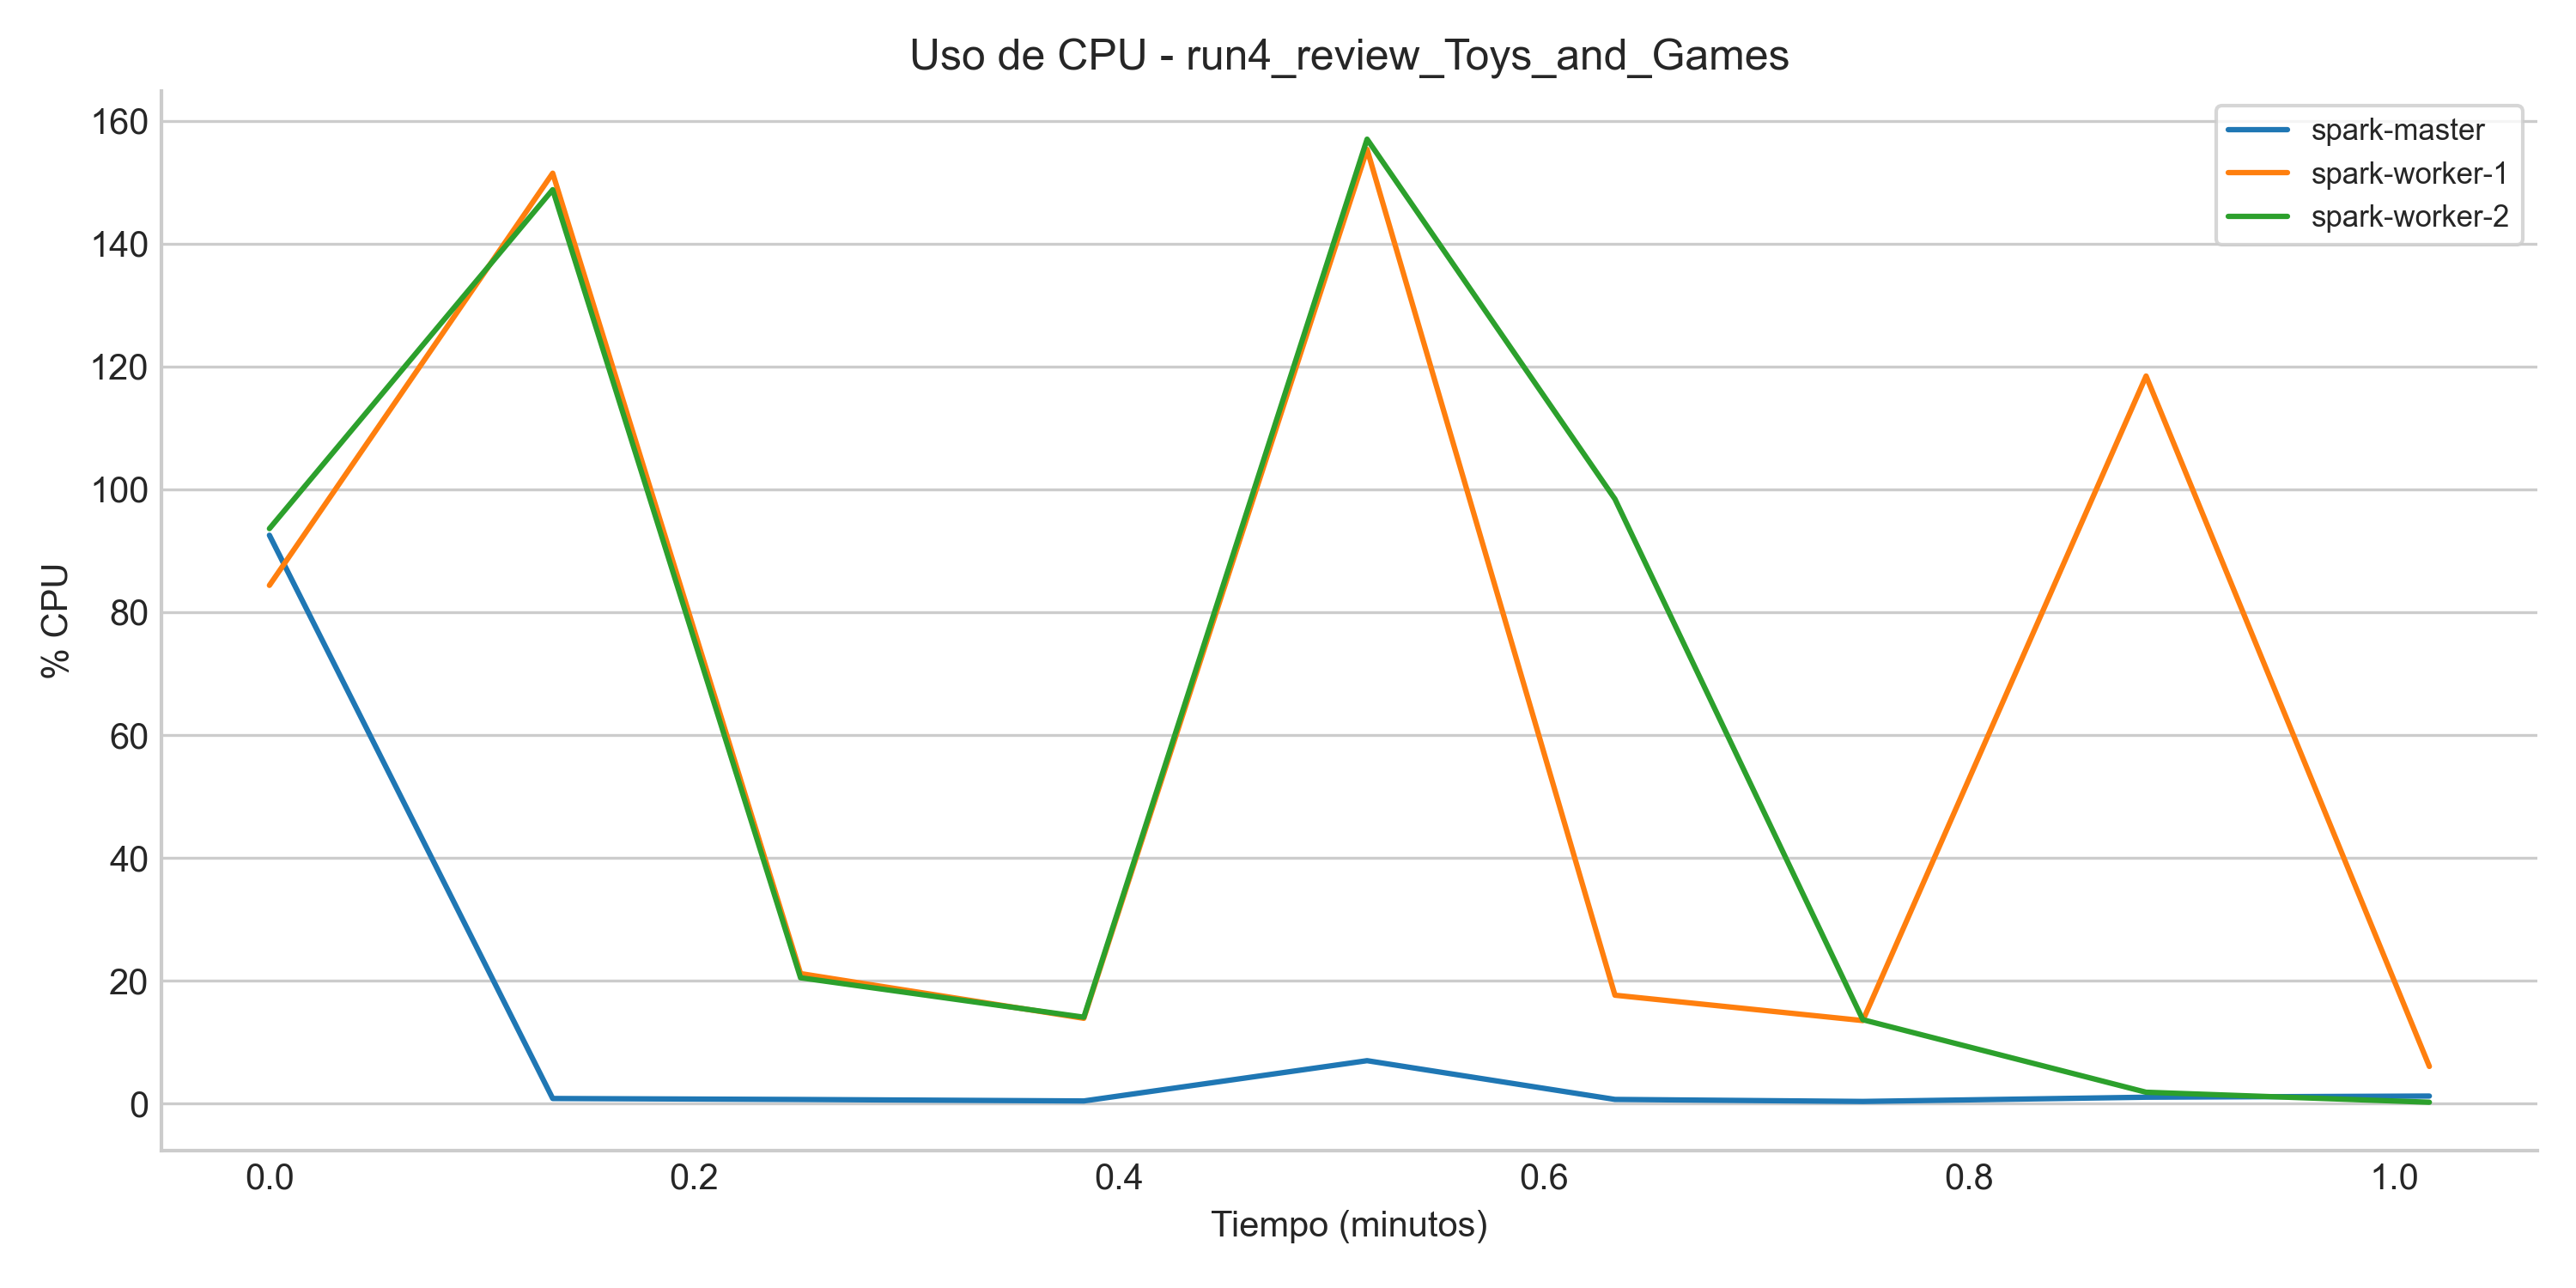 Uso de CPU - run4_review_Toys_and_Games
160
140
120
100
80
60
40
20
0
% CPU
spark-master
spark-worker-1
spark-worker-2
0.0 0.2 0.4 0.6 0.8 1.0
Tiempo (minutos)